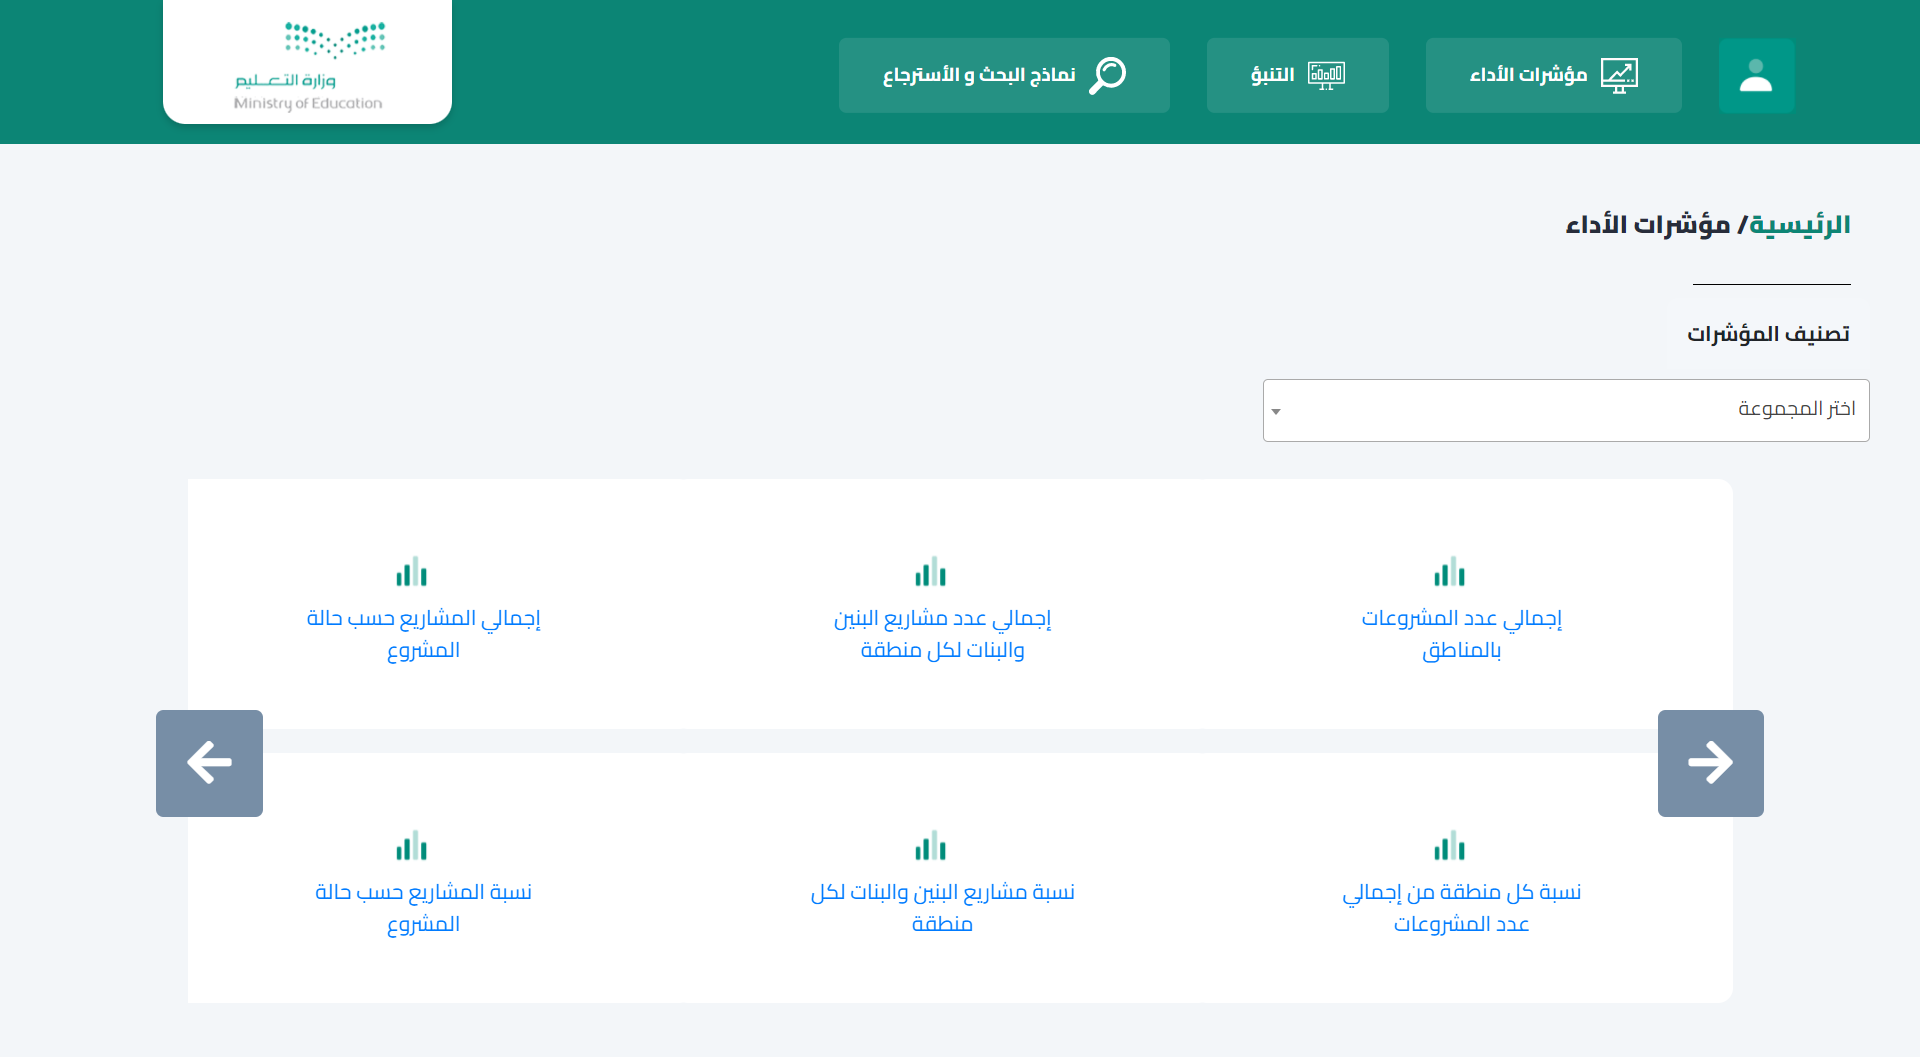 مؤشرات الأداء
التنبؤ
نماذج البحث و الأسترجاع
وزارة التعليم
Ministry of Education
الرئيسية/ مؤشرات الأداء
تصنيف المؤشرات
اختر المجموعة
إجمالي عدد المشروعات
بالمناطق
إجمالي عدد مشاريع البنين
والبنات لكل منطقة
إجمالي المشاريع حسب حالة
المشروع
نسبة كل منطقة من إجمالي
عدد المشروعات
نسبة مشاريع البنين والبنات لكل
منطقة
نسبة المشاريع حسب حالة
المشروع